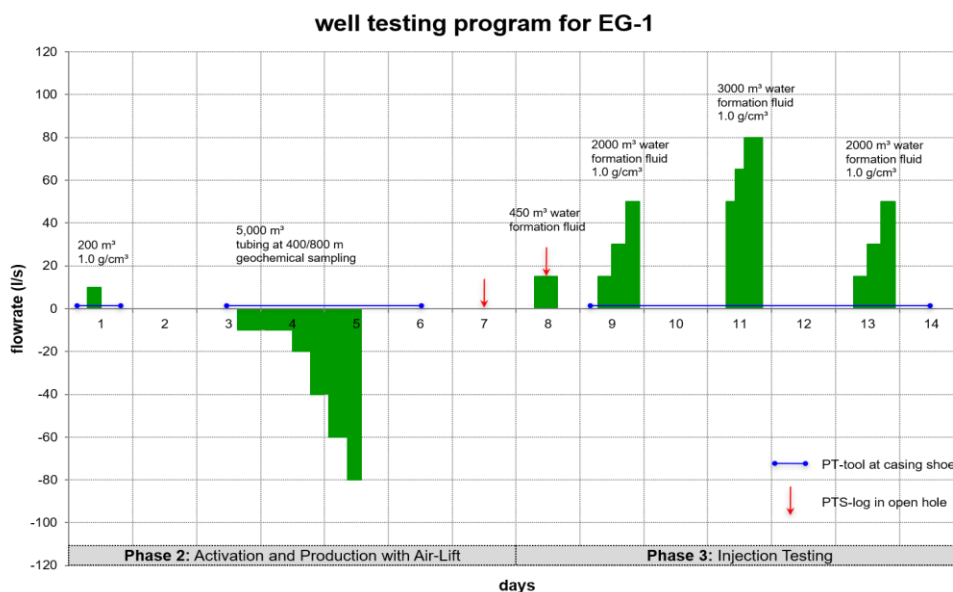 well testing program for EG-1
120
100
80
60
40
20
0
-20
-40
-60
-80
-100
-120
flowrate (l/s)
200 m³
1.0 g/cm³
5,000 m³
tubing at 400/800 m
geochemical sampling
450 m³ water
formation fluid
2000 m³ water
formation fluid
1.0 g/cm³
3000 m³ water
formation fluid
1.0 g/cm³
2000 m³ water
formation fluid
1.0 g/cm³
1 2 3 4 5 6 7 8 9 10 11 12 13 14
PT-tool at casing shoe
PTS-log in open hole
Phase 2: Activation and Production with Air-Lift
Phase 3: Injection Testing
days